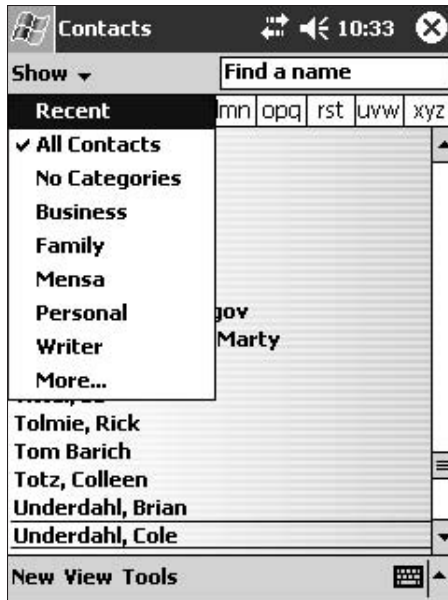 Contacts 10:33
Show Find a name
Recent mn opq rst uvw xyz
All Contacts
No Categories
Business
Family
Mensa
Personal gov
Writer Marty
More...
Tolmie, Rick
Tom Barich
Totz, Colleen
Underdahl, Brian
Underdahl, Cole
New View Tools